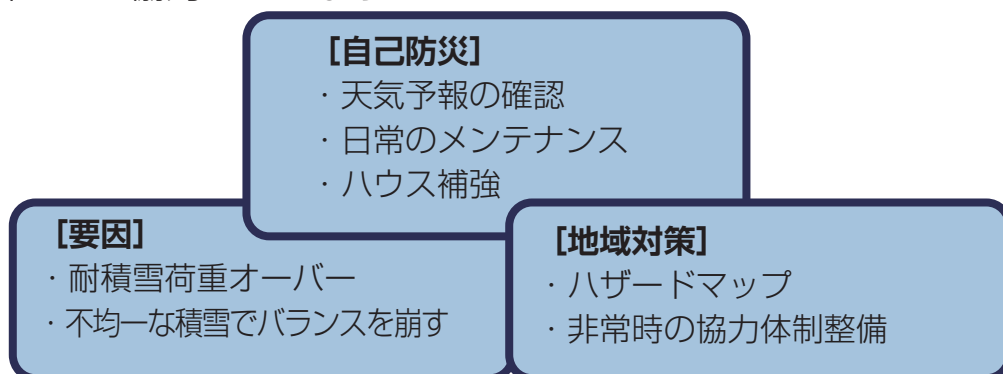 [自己防災]
・天気予報の確認
・日常のメンテナンス
・ハウス補強
[要因]
・耐積雪荷重オーバー
・不均一な積雪でバランスを崩す
[地域対策]
・ハザードマップ
・非常時の協力体制整備